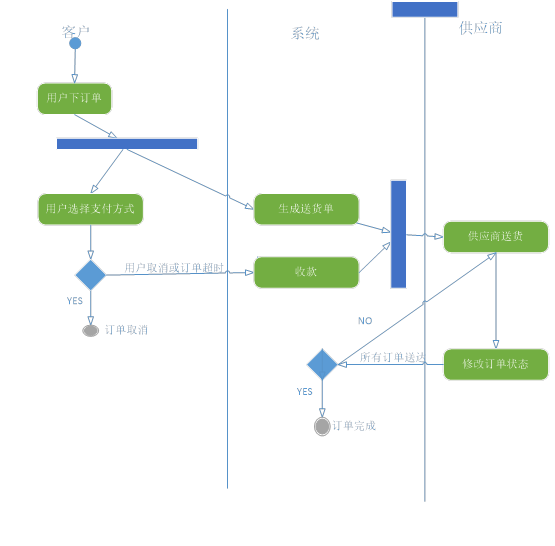 客户
系统
供应商
用户下订单
用户选择支付方式
生成送货单
供应商送货
用户取消或订单超时
收款
YES
订单取消
NO
所有订单送达
修改订单状态
YES
订单完成